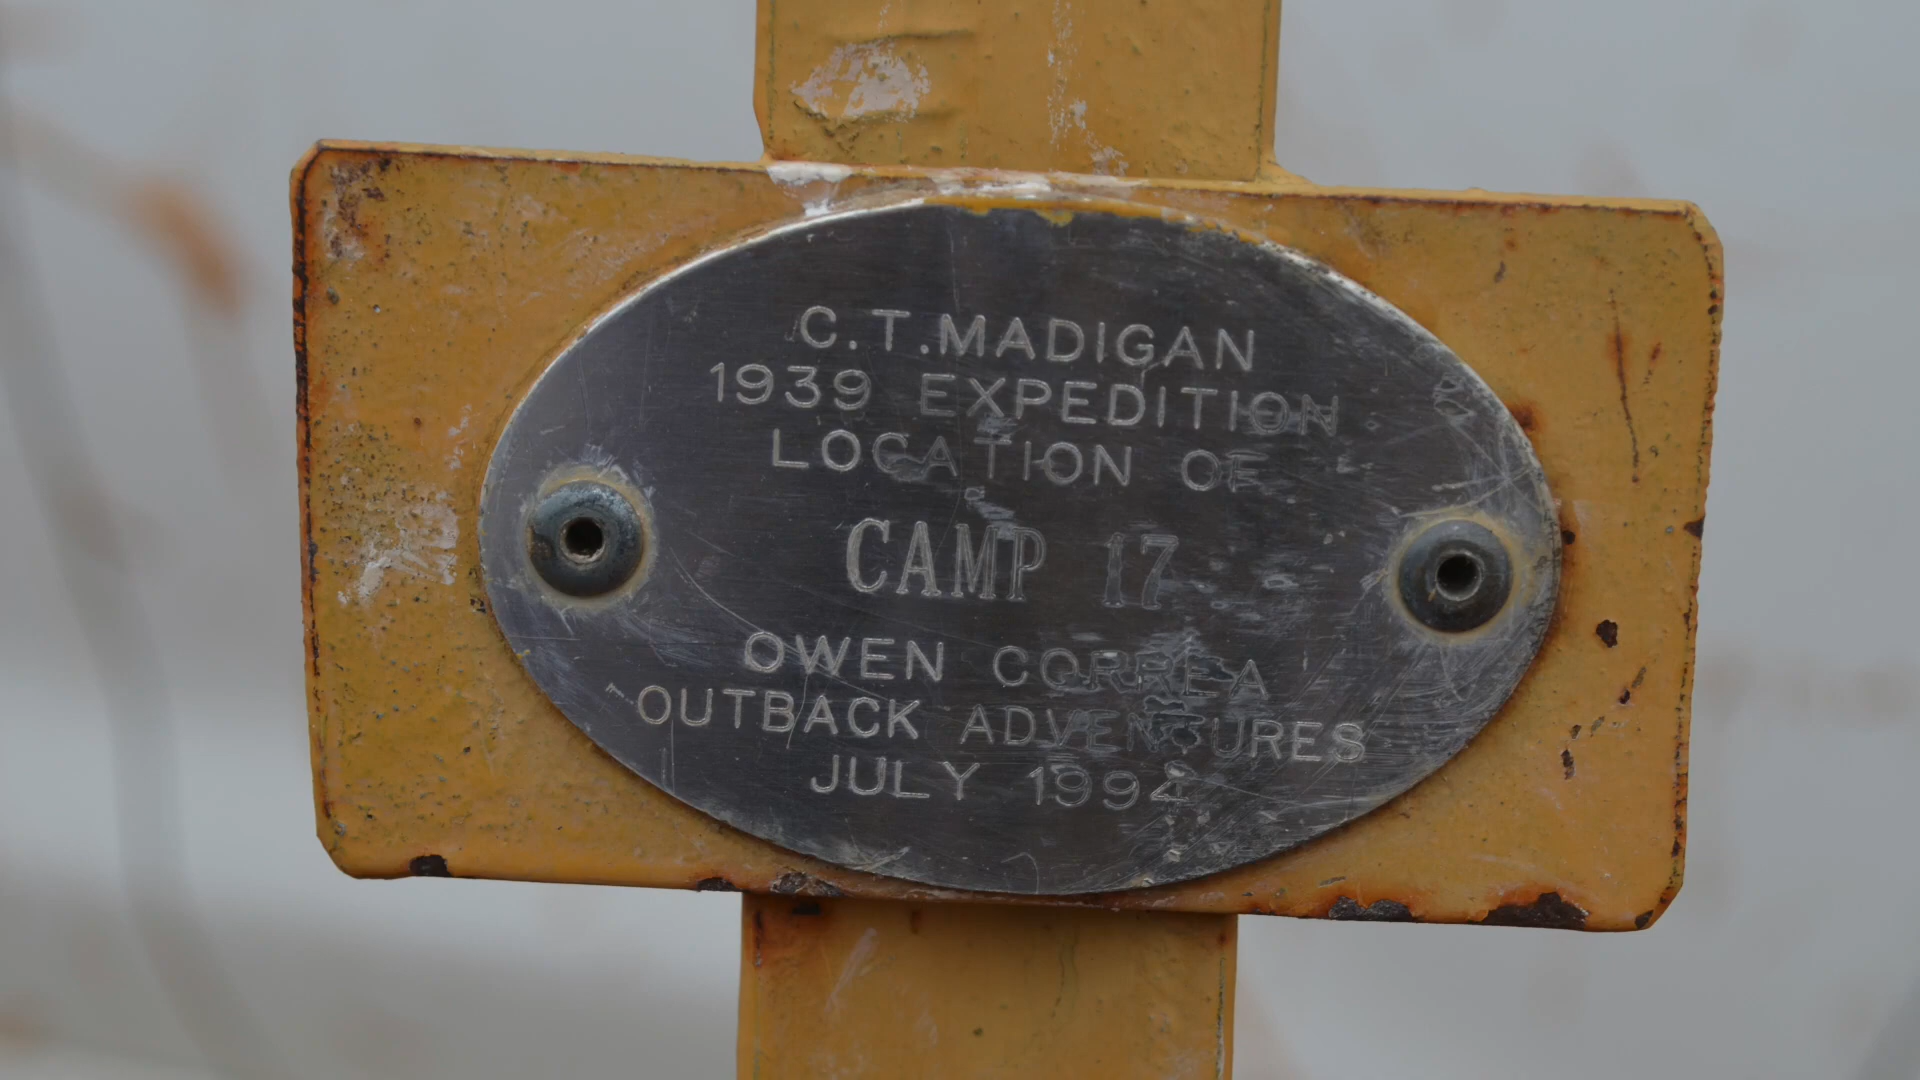 C.T.MADIGAN
1939 EXPEDITION
LOCATION OF
CAMP 17
OWEN CORREA
OUTBACK ADVENTURES
JULY 1994